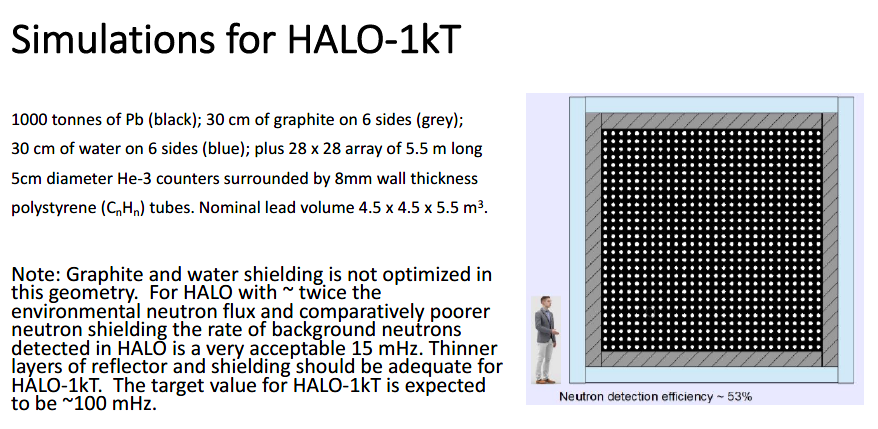 Simulations for HALO-1kT
1000 tonnes of Pb (black); 30 cm of graphite on 6 sides (grey);
30 cm of water on 6 sides (blue); plus 28 x 28 array of 5.5 m long
5cm diameter He-3 counters surrounded by 8mm wall thickness
polystyrene (CₙHₙ) tubes. Nominal lead volume 4.5 x 4.5 x 5.5 m³.
Note: Graphite and water shielding is not optimized in
this geometry.  For HALO with ~ twice the
environmental neutron flux and comparatively poorer
neutron shielding the rate of background neutrons
detected in HALO is a very acceptable 15 mHz. Thinner
layers of reflector and shielding should be adequate for
HALO-1kT.  The target value for HALO-1kT is expected
to be ~100 mHz.
Neutron detection efficiency ~ 53%